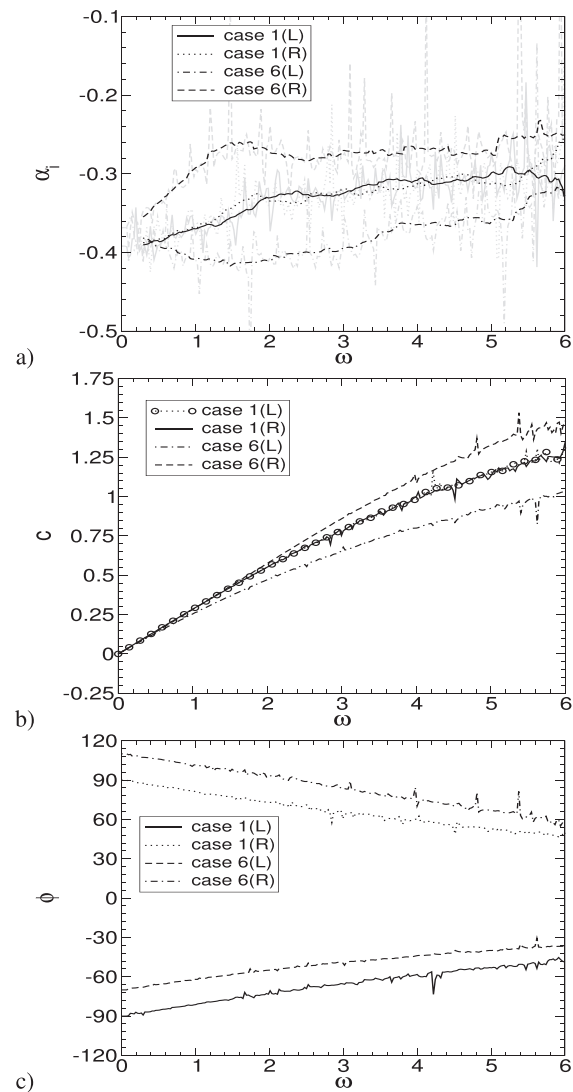 -0.1
-0.2
-0.3
-0.4
-0.5
αi
case 1(L)
case 1(R)
case 6(L)
case 6(R)
0 1 2 3 4 5 6
ω
a)
1.75
1.5
1.25
1
0.75
0.5
0.25
0
-0.25
c
case 1(L)
case 1(R)
case 6(L)
case 6(R)
0 1 2 3 4 5 6
ω
b)
120
90
60
30
0
-30
-60
-90
-120
ϕ
case 1(L)
case 1(R)
case 6(L)
case 6(R)
0 1 2 3 4 5 6
ω
c)